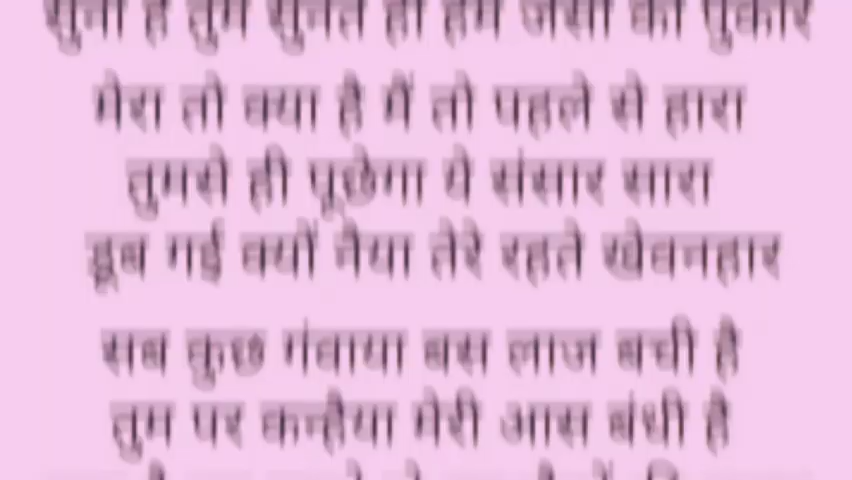 सुना है तुम सुनते हो हम जैसो की पुकार
मेरा तो क्या है मैं तो पहले से हारा
तुमसे ही पूछेगा ये संसार सारा
डूब गई क्यों नैया तेरे रहते खेवनहार
सब कुछ गंवाया बस लाज बची है
तुम पर कन्हैया मेरी आस बंधी है